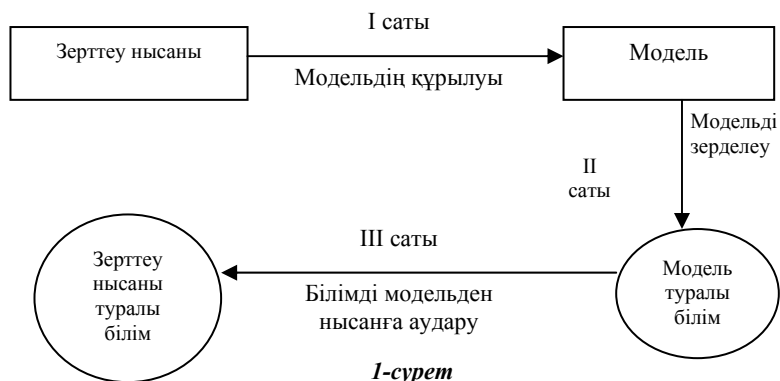 I саты
Зерттеу нысаны
Модель
Модельдің құрылуы
Модельді
зерделеу
II
саты
III саты
Зерттеу
нысаны
туралы
білім
Білімді модельден
нысанға аудару
Модель
туралы
білім
1-сурет